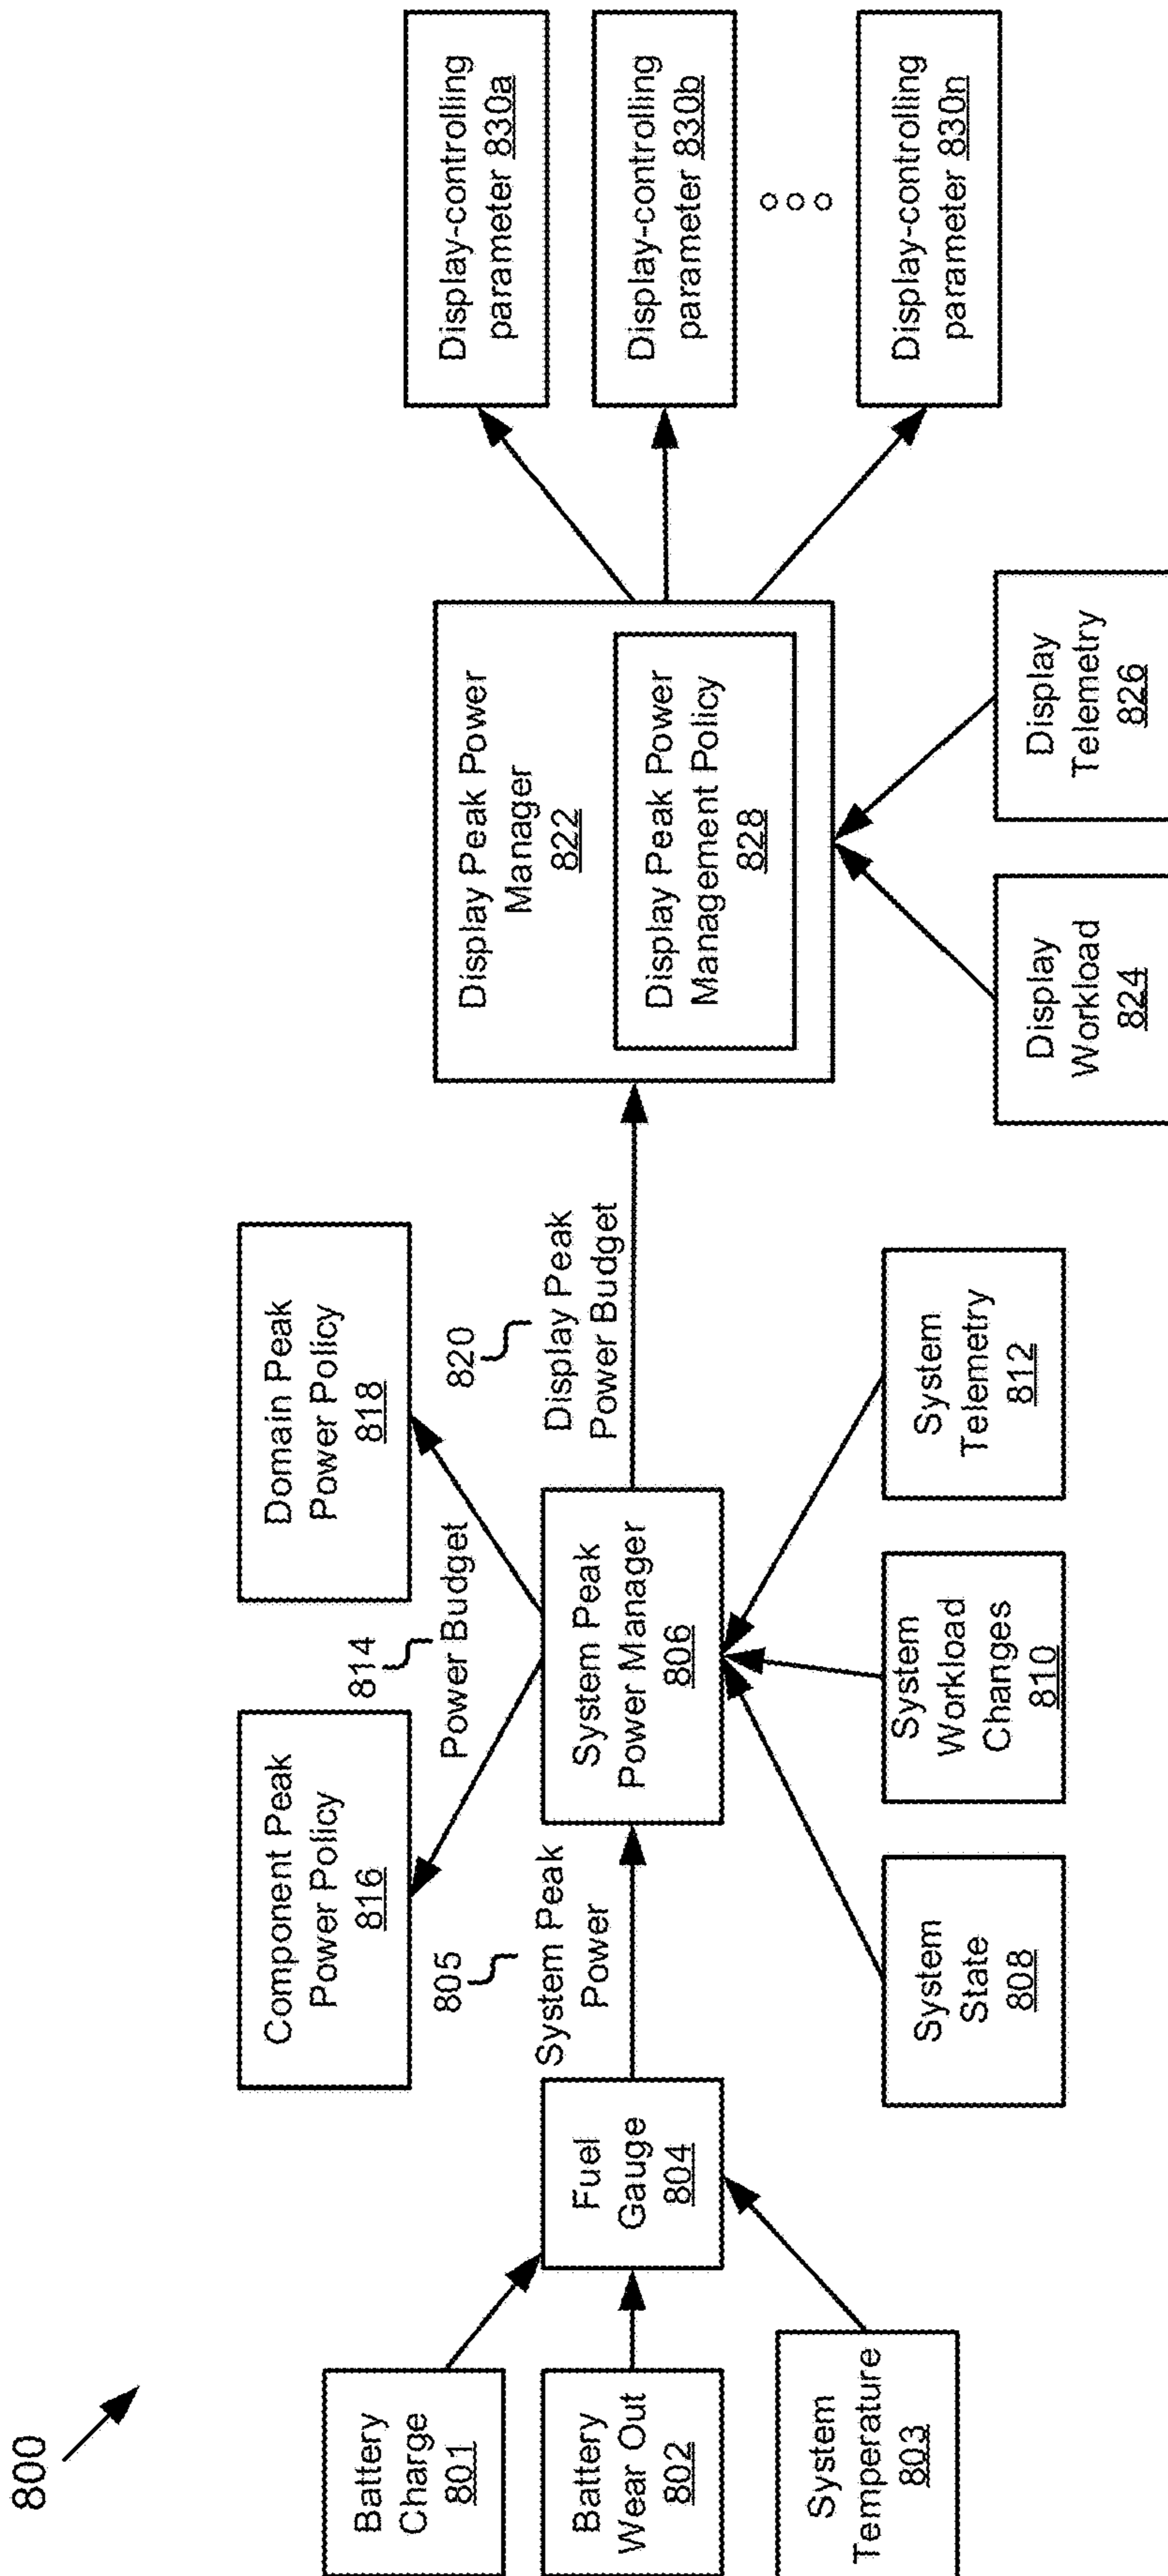 800
Battery
Charge
801
Battery
Wear Out
802
System
Temperature
803
Fuel
Gauge
804
805
System Peak
Power
Component Peak
Power Policy
816
814
Power Budget
Domain Peak
Power Policy
818
System Peak
Power Manager
806
System
State
808
System
Workload
Changes
810
System
Telemetry
812
820
Display Peak
Power Budget
Display Peak Power
Manager
822
Display Peak Power
Management Policy
828
Display
Workload
824
Display
Telemetry
826
Display-controlling
parameter 830a
Display-controlling
parameter 830b
Display-controlling
parameter 830n